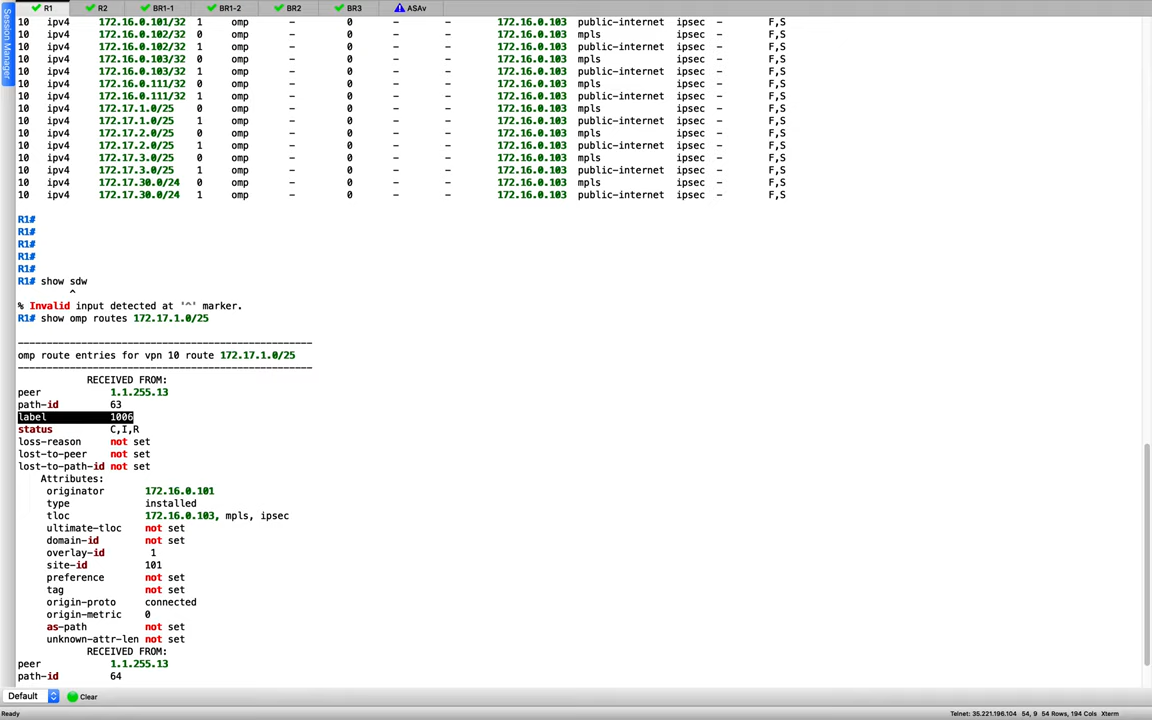 R1 R2 BR1-1 BR1-2 BR2 BR3 ASAv
Session Manager
10 ipv4 172.16.0.101/32 1 omp – – 0 – – 172.16.0.103 public-internet ipsec – F,S
10 ipv4 172.16.0.102/32 0 omp – – 0 – – 172.16.0.103 mpls ipsec – F,S
10 ipv4 172.16.0.102/32 1 omp – – 0 – – 172.16.0.103 public-internet ipsec – F,S
10 ipv4 172.16.0.103/32 0 omp – – 0 – – 172.16.0.103 mpls ipsec – F,S
10 ipv4 172.16.0.103/32 1 omp – – 0 – – 172.16.0.103 public-internet ipsec – F,S
10 ipv4 172.16.0.111/32 0 omp – – 0 – – 172.16.0.103 mpls ipsec – F,S
10 ipv4 172.16.0.111/32 1 omp – – 0 – – 172.16.0.103 public-internet ipsec – F,S
10 ipv4 172.17.1.0/25 0 omp – – 0 – – 172.16.0.103 mpls ipsec – F,S
10 ipv4 172.17.1.0/25 1 omp – – 0 – – 172.16.0.103 public-internet ipsec – F,S
10 ipv4 172.17.2.0/25 0 omp – – 0 – – 172.16.0.103 mpls ipsec – F,S
10 ipv4 172.17.2.0/25 1 omp – – 0 – – 172.16.0.103 public-internet ipsec – F,S
10 ipv4 172.17.3.0/25 0 omp – – 0 – – 172.16.0.103 mpls ipsec – F,S
10 ipv4 172.17.3.0/25 1 omp – – 0 – – 172.16.0.103 public-internet ipsec – F,S
10 ipv4 172.17.30.0/24 0 omp – – 0 – – 172.16.0.103 mpls ipsec – F,S
10 ipv4 172.17.30.0/24 1 omp – – 0 – – 172.16.0.103 public-internet ipsec – F,S
R1#
R1#
R1#
R1#
R1#
R1# show sdw
^
% Invalid input detected at '^' marker.
R1# show omp routes 172.17.1.0/25
---------------------------------------------------
omp route entries for vpn 10 route 172.17.1.0/25
---------------------------------------------------
RECEIVED FROM:
peer 1.1.255.13
path-id 63
label 1006
status C,I,R
loss-reason not set
lost-to-peer not set
lost-to-path-id not set
Attributes:
originator 172.16.0.101
type installed
tloc 172.16.0.103, mpls, ipsec
ultimate-tloc not set
domain-id not set
overlay-id 1
site-id 101
preference not set
tag not set
origin-proto connected
origin-metric 0
as-path not set
unknown-attr-len not set
RECEIVED FROM:
peer 1.1.255.13
path-id 64
Default Clear
Ready Telnet: 35.221.196.104 54, 9 54 Rows, 194 Cols Xterm